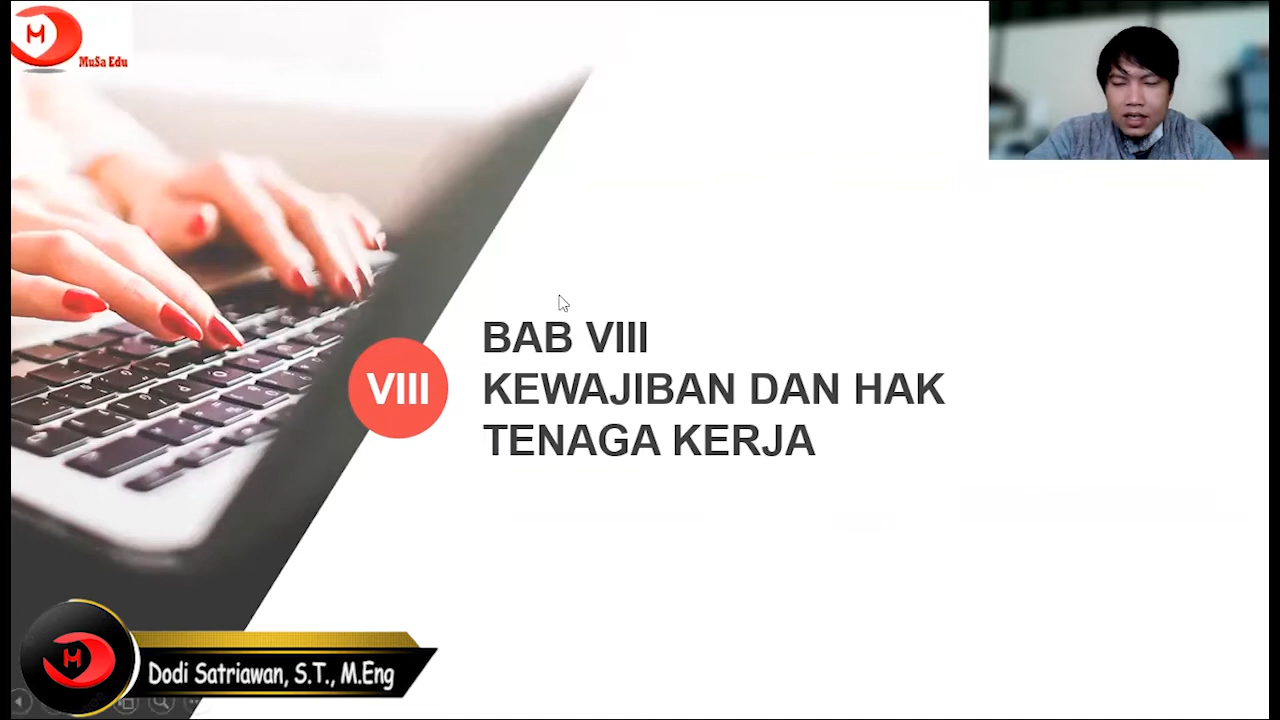 M
MuSa Edu
BAB VIII
VIII
KEWAJIBAN DAN HAK
TENAGA KERJA
M
Dodi Satriawan, S.T., M.Eng